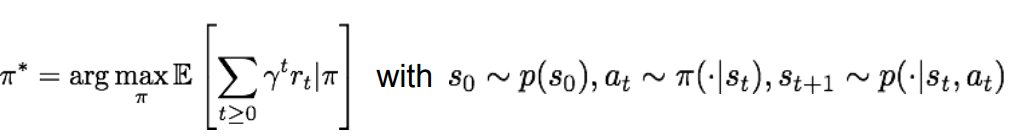 π* = arg max_π 𝔼 [∑_{t≥0} γ^t r_t|π] with s_0 ∼ p(s_0), a_t ∼ π(·|s_t), s_{t+1} ∼ p(·|s_t, a_t)